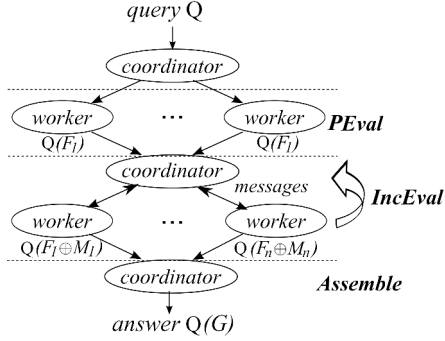 query Q
coordinator
worker ... worker
Q(F₁) Q(F₁) PEval
coordinator
messages
IncEval
worker ... worker
Q(F₁⊕M₁) Q(Fₙ⊕Mₙ)
coordinator
Assemble
answer Q(G)